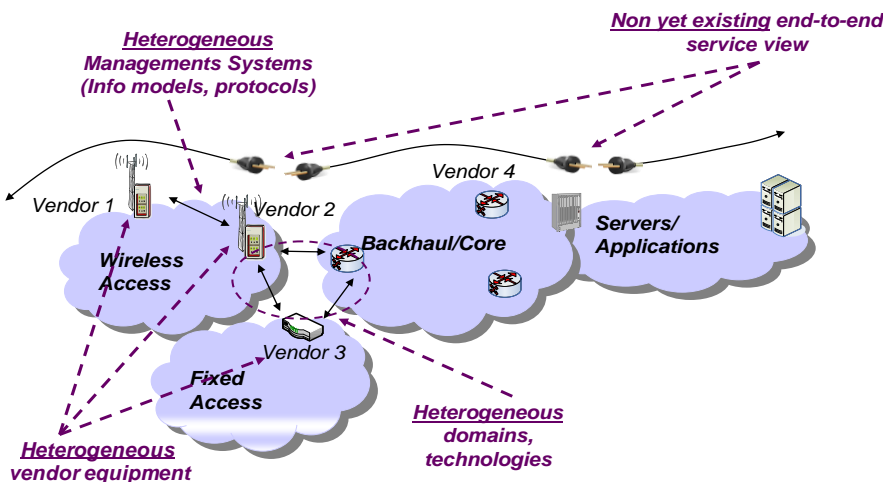 Non yet existing end-to-end
service view
Heterogeneous
Managements Systems
(Info models, protocols)
Vendor 1
Vendor 2
Vendor 4
Wireless
Access
Backhaul/Core
Servers/
Applications
Vendor 3
Fixed
Access
Heterogeneous
domains,
technologies
Heterogeneous
vendor equipment